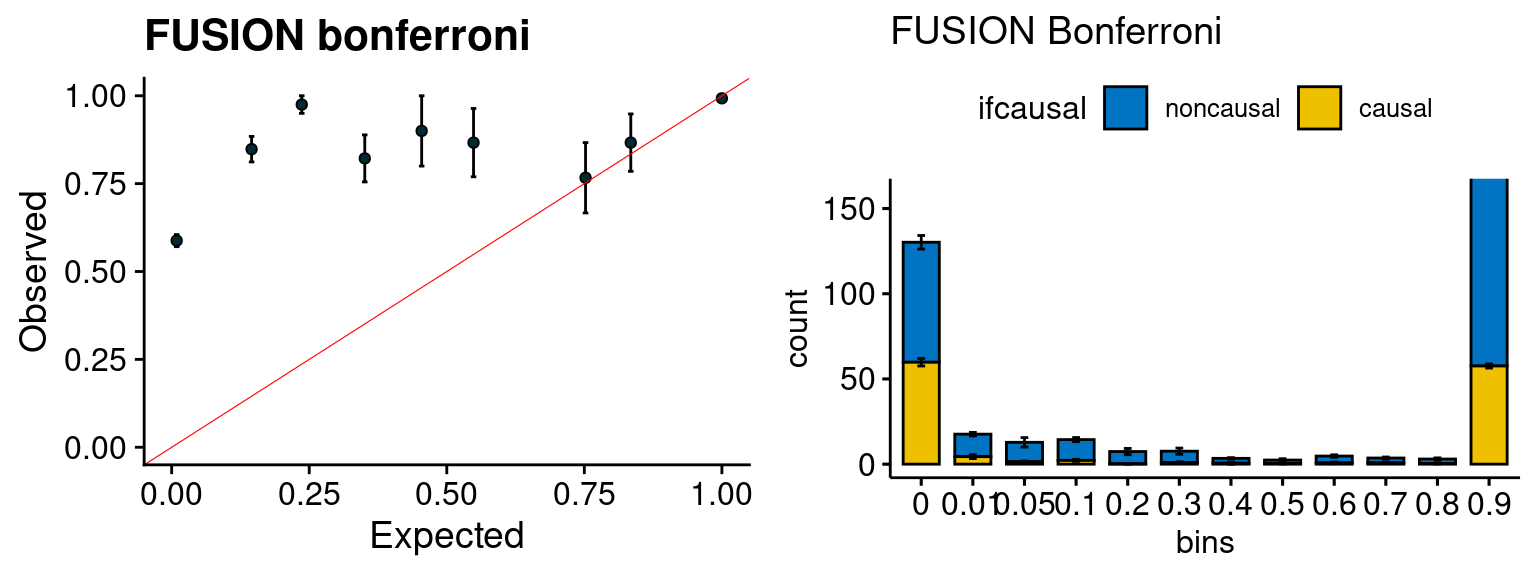 FUSION bonferroni
1.00
0.75
0.50
0.25
0.00
Observed
0.00 0.25 0.50 0.75 1.00
Expected
FUSION Bonferroni
ifcausal noncausal causal
150
100
50
0
count
0 0.01 0.05 0.1 0.2 0.3 0.4 0.5 0.6 0.7 0.8 0.9
bins